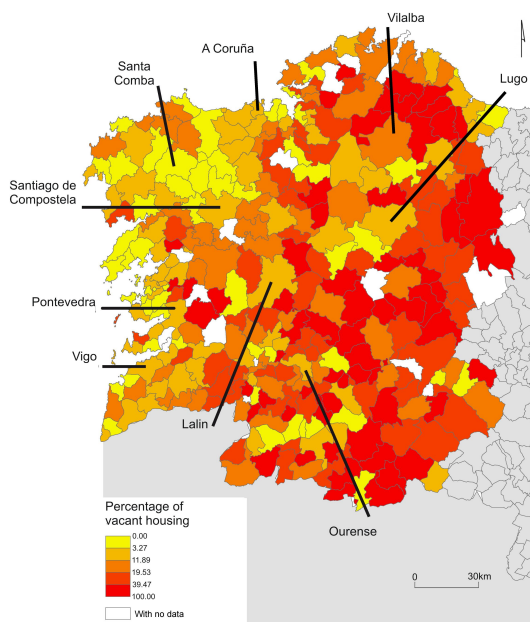 Vilalba
A Coruña
Lugo
Santa
Comba
Santiago de
Compostela
Pontevedra
Vigo
Lalin
Ourense
Percentage of
vacant housing
0.00
3.27
11.89
19.53
39.47
100.00
With no data
0 30km